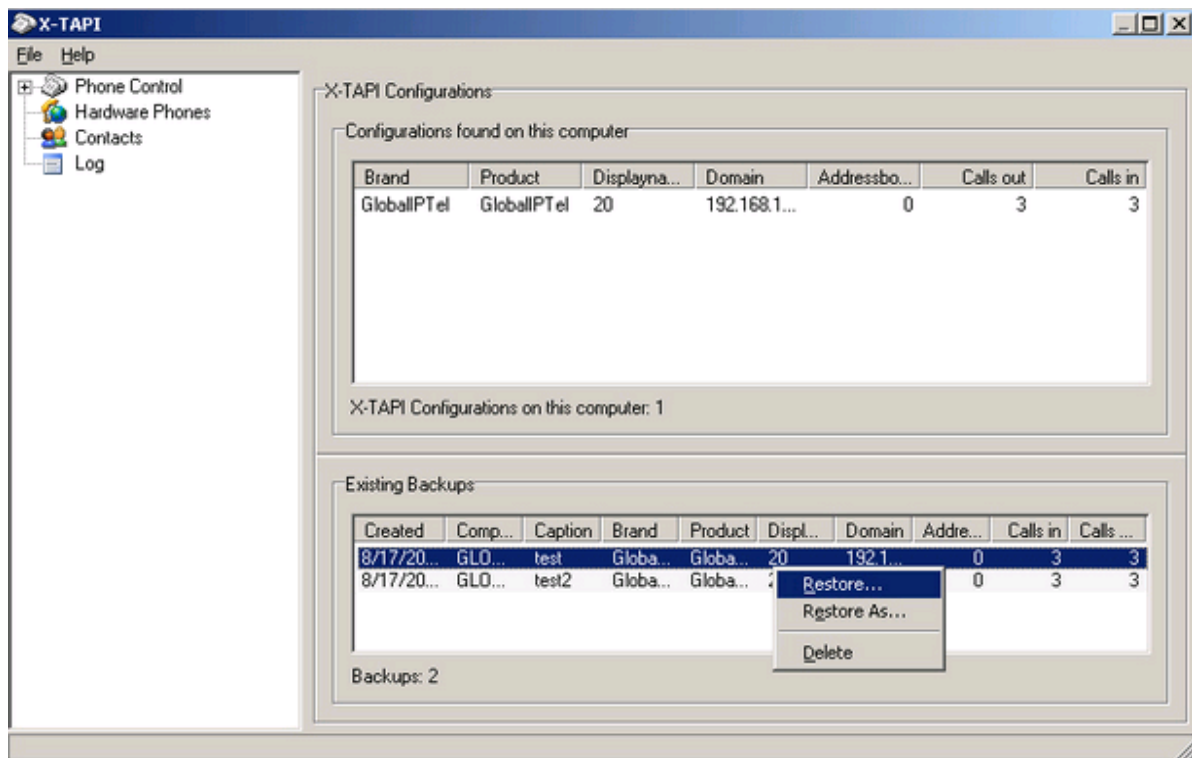 X-TAPI
File Help
Phone Control
Hardware Phones
Contacts
Log
X-TAPI Configurations
Configurations found on this computer
Brand Product Displayna... Domain Addressbo... Calls out Calls in
GlobalIPTel GlobalIPTel 20 192.168.1... 0 3 3
X-TAPI Configurations on this computer: 1
Existing Backups
Created Comp... Caption Brand Product Displ... Domain Addre... Calls in Calls ...
8/17/20... GLO... test Globa... Globa... 20 192.1... 0 3 3
8/17/20... GLO... test2 Globa... Globa... 0 3 3
Restore...
Restore As...
Delete
Backups: 2